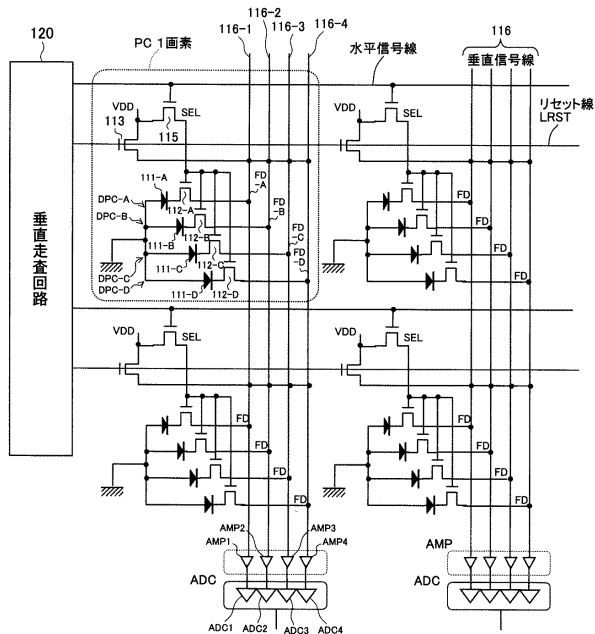 116-1
116-2
116-3
116-4
116
120
PC 1画素
水平信号線
垂直信号線
VDD
SEL
VDD
SEL
113
115
リセット線
LRST
垂直走査回路
DPC-A
111-A
112-A
FD
-A
DPC-B
111-B
112-B
FD
-B
DPC-C
111-C
112-C
FD
-C
DPC-D
111-D
112-D
FD
-D
FD
FD
FD
FD
VDD
SEL
VDD
SEL
FD
FD
FD
FD
FD
FD
FD
FD
AMP1
AMP2
AMP3
AMP4
AMP
ADC
ADC
ADC1
ADC2
ADC3
ADC4